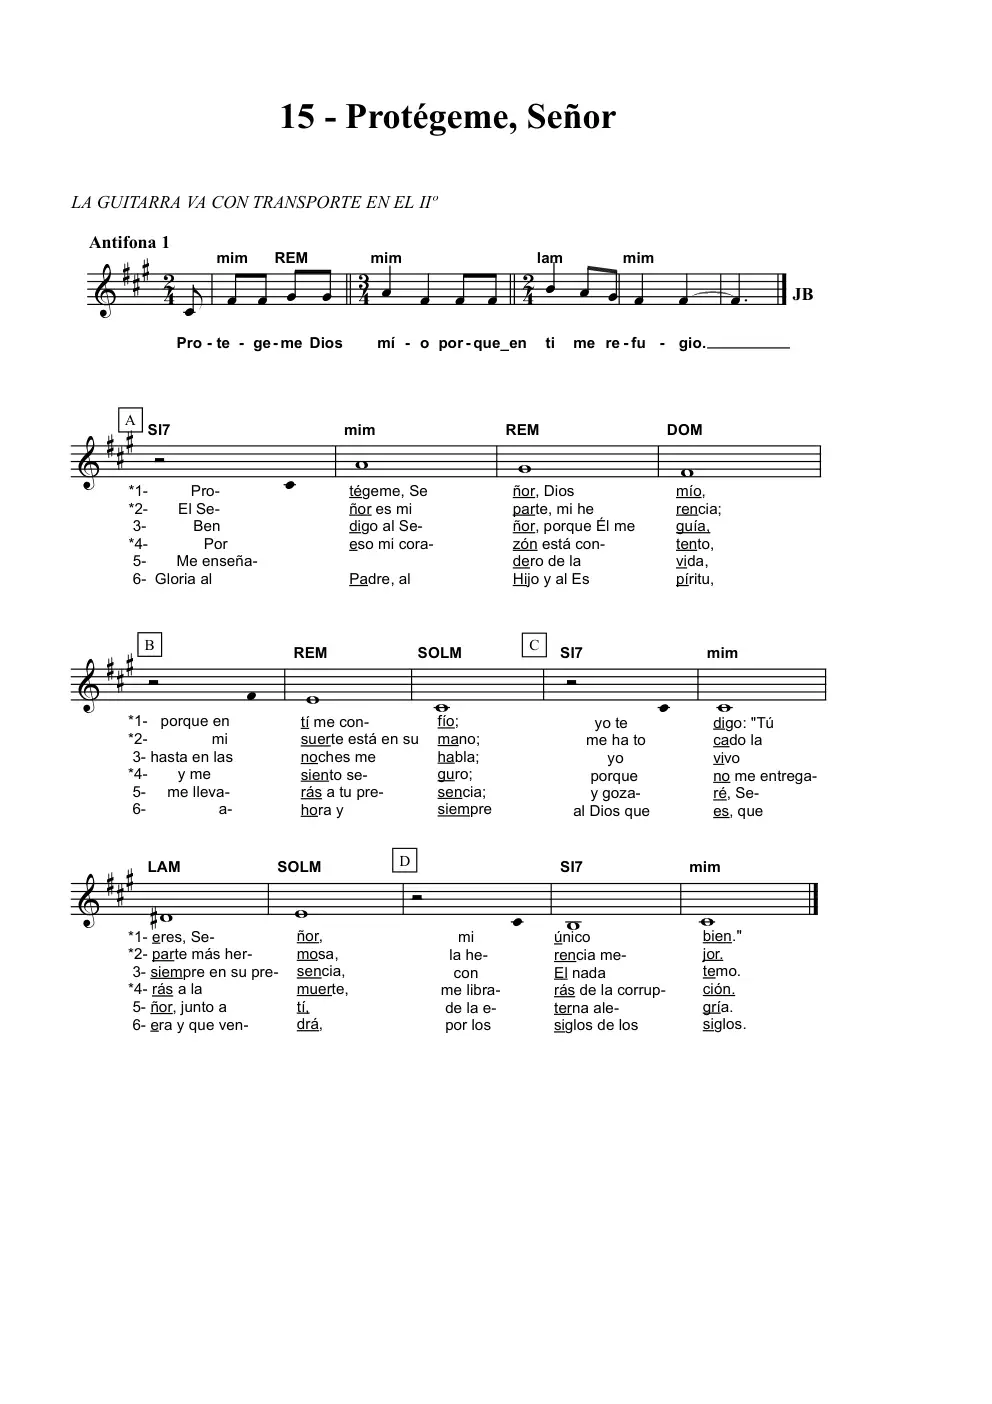 15 - Protégeme, Señor
LA GUITARRA VA CON TRANSPORTE EN EL IIº
Antifona 1
mim REM mim lam mim
2 4 3 4 2 4
JB
Pro - te - ge - me Dios mí - o por - que_en ti me re - fu - gio.
A
SI7 mim REM DOM
*1- Pro- tégeme, Se ñor, Dios mío,
*2- El Se- ñor es mi parte, mi he rencia;
3- Ben digo al Se- ñor, porque Él me guía,
*4- Por eso mi cora- zón está con- tento,
5- Me enseña- dero de la vida,
6- Gloria al Padre, al Hijo y al Es píritu,
B C
REM SOLM SI7 mim
*1- porque en tí me con- fío; yo te digo: "Tú
*2- mi suerte está en su mano; me ha to cado la
3- hasta en las noches me habla; yo vivo
*4- y me siento se- guro; porque no me entrega-
5- me lleva- rás a tu pre- sencia; y goza- ré, Se-
6- a- hora y siempre al Dios que es, que
D
LAM SOLM SI7 mim
*1- eres, Se- ñor, mi único bien."
*2- parte más her- mosa, la he- rencia me- jor.
3- siempre en su pre- sencia, con El nada temo.
*4- rás a la muerte, me libra- rás de la corrup- ción.
5- ñor, junto a tí, de la e- terna ale- gría.
6- era y que ven- drá, por los siglos de los siglos.